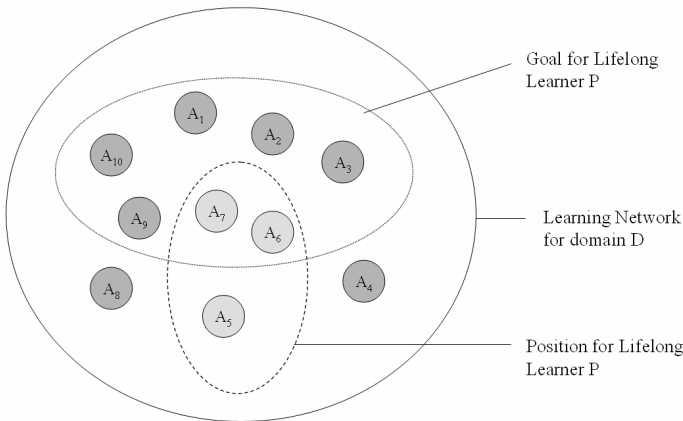 Goal for Lifelong
Learner P
A1
A2
A10
A3
A7
A9
A6
Learning Network
for domain D
A8
A4
A5
Position for Lifelong
Learner P